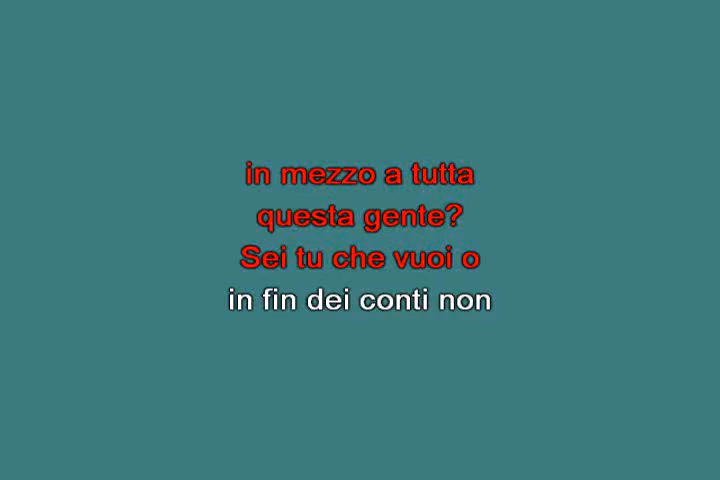 in mezzo a tutta
questa gente?
Sei tu che vuoi o
in fin dei conti non